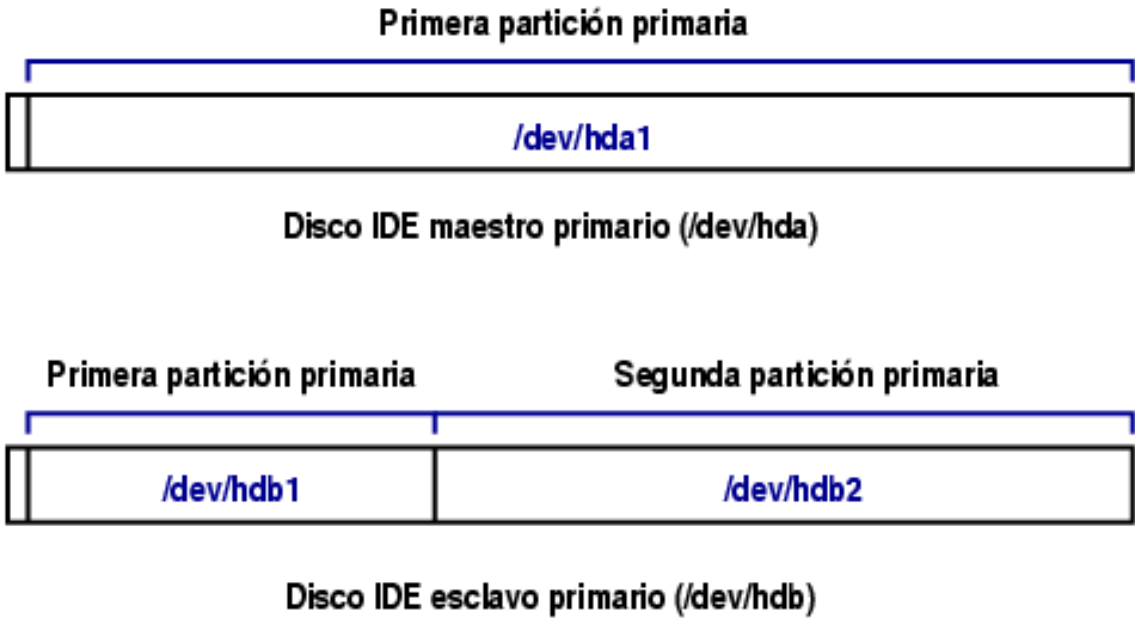 Primera partición primaria
/dev/hda1
Disco IDE maestro primario (/dev/hda)
Primera partición primaria Segunda partición primaria
/dev/hdb1 /dev/hdb2
Disco IDE esclavo primario (/dev/hdb)